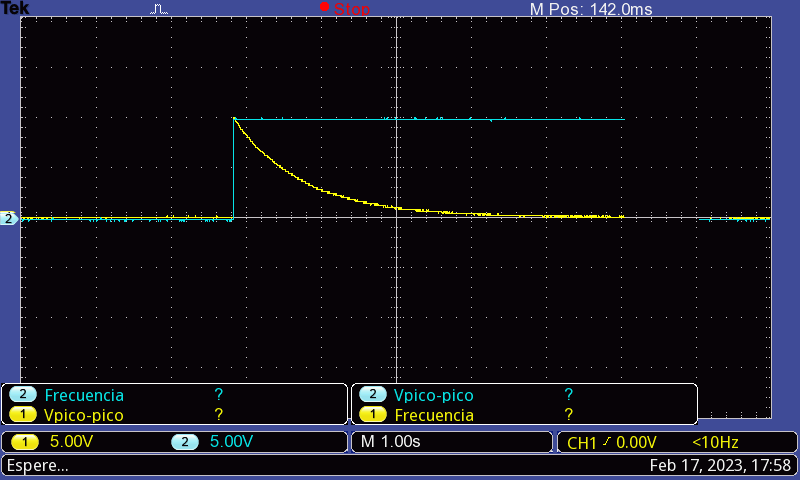 Tek Stop M Pos: 142.0ms
2
2 Frecuencia ? 2 Vpico-pico ?
1 Vpico-pico ? 1 Frecuencia ?
1 5.00V 2 5.00V M 1.00s CH1 0.00V <10Hz
Espere... Feb 17, 2023, 17:58